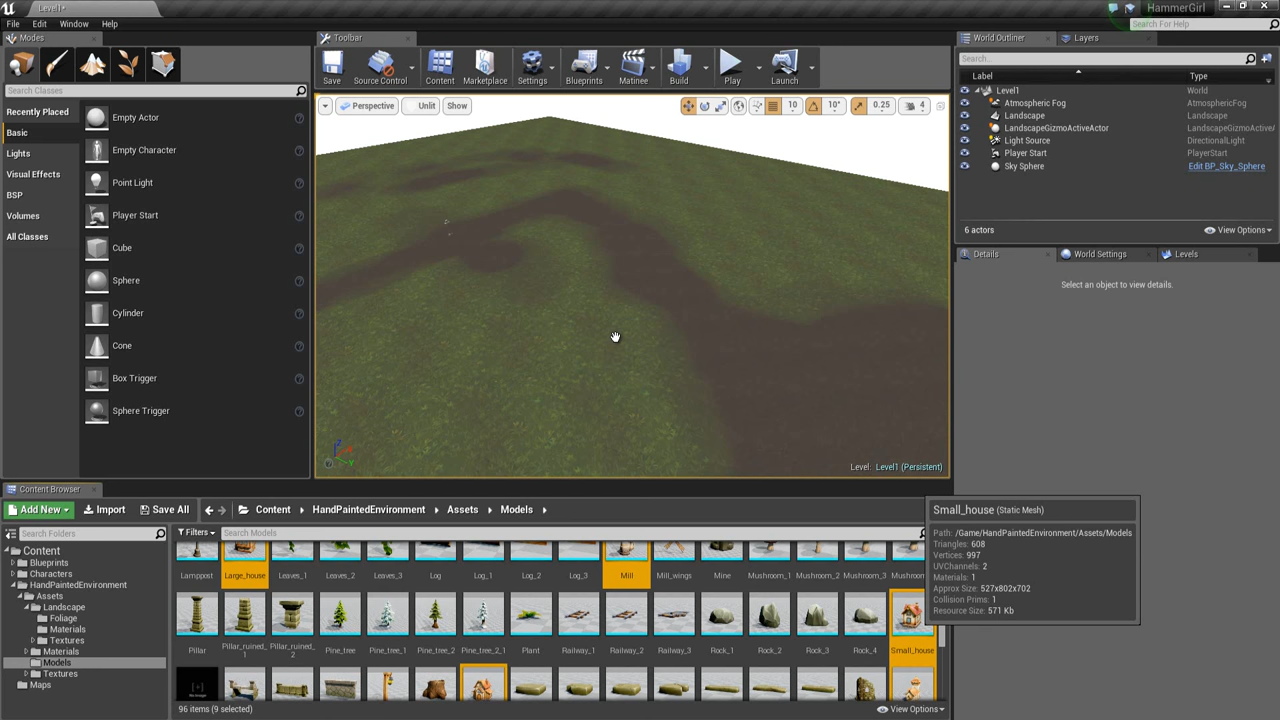 Level1*
HammerGirl
File Edit Window Help
Search For Help
Modes
Toolbar
World Outliner Layers
Save Source Control Content Marketplace Settings Blueprints Matinee Build Play Launch
Search...
Label Type
Search Classes
Recently Placed
Basic
Lights
Visual Effects
BSP
Volumes
All Classes
Empty Actor
Empty Character
Point Light
Player Start
Cube
Sphere
Cylinder
Cone
Box Trigger
Sphere Trigger
Perspective Unlit Show
10 10° 0.25 4
Level: Level1 (Persistent)
Level1 World
Atmospheric Fog AtmosphericFog
Landscape Landscape
LandscapeGizmoActiveActor LandscapeGizmoActive
Light Source DirectionalLight
Player Start PlayerStart
Sky Sphere Edit BP_Sky_Sphere
6 actors View Options
Details World Settings Levels
Select an object to view details.
Content Browser
Add New Import Save All Content HandPaintedEnvironment Assets Models
Search Folders
Filters Search Models
Content
Blueprints
Characters
HandPaintedEnvironment
Assets
Landscape
Foliage
Materials
Textures
Materials
Models
Textures
Maps
Lamppost Large_house Leaves_1 Leaves_2 Leaves_3 Log Log_1 Log_2 Log_3 Mill Mill_wings Mine Mushroom_1 Mushroom_2 Mushroom_3
Pillar Pillar_ruined_1 Pillar_ruined_2 Pine_tree Pine_tree_1 Pine_tree_2 Pine_tree_2_1 Plant Railway_1 Railway_2 Railway_3 Rock_1 Rock_2 Rock_3 Rock_4 Small_house
96 items (9 selected) View Options
Small_house (Static Mesh)
Path: /Game/HandPaintedEnvironment/Assets/Models
Triangles: 608
Vertices: 997
UVChannels: 2
Materials: 1
Approx Size: 527x802x702
Collision Prims: 1
Resource Size: 571 Kb